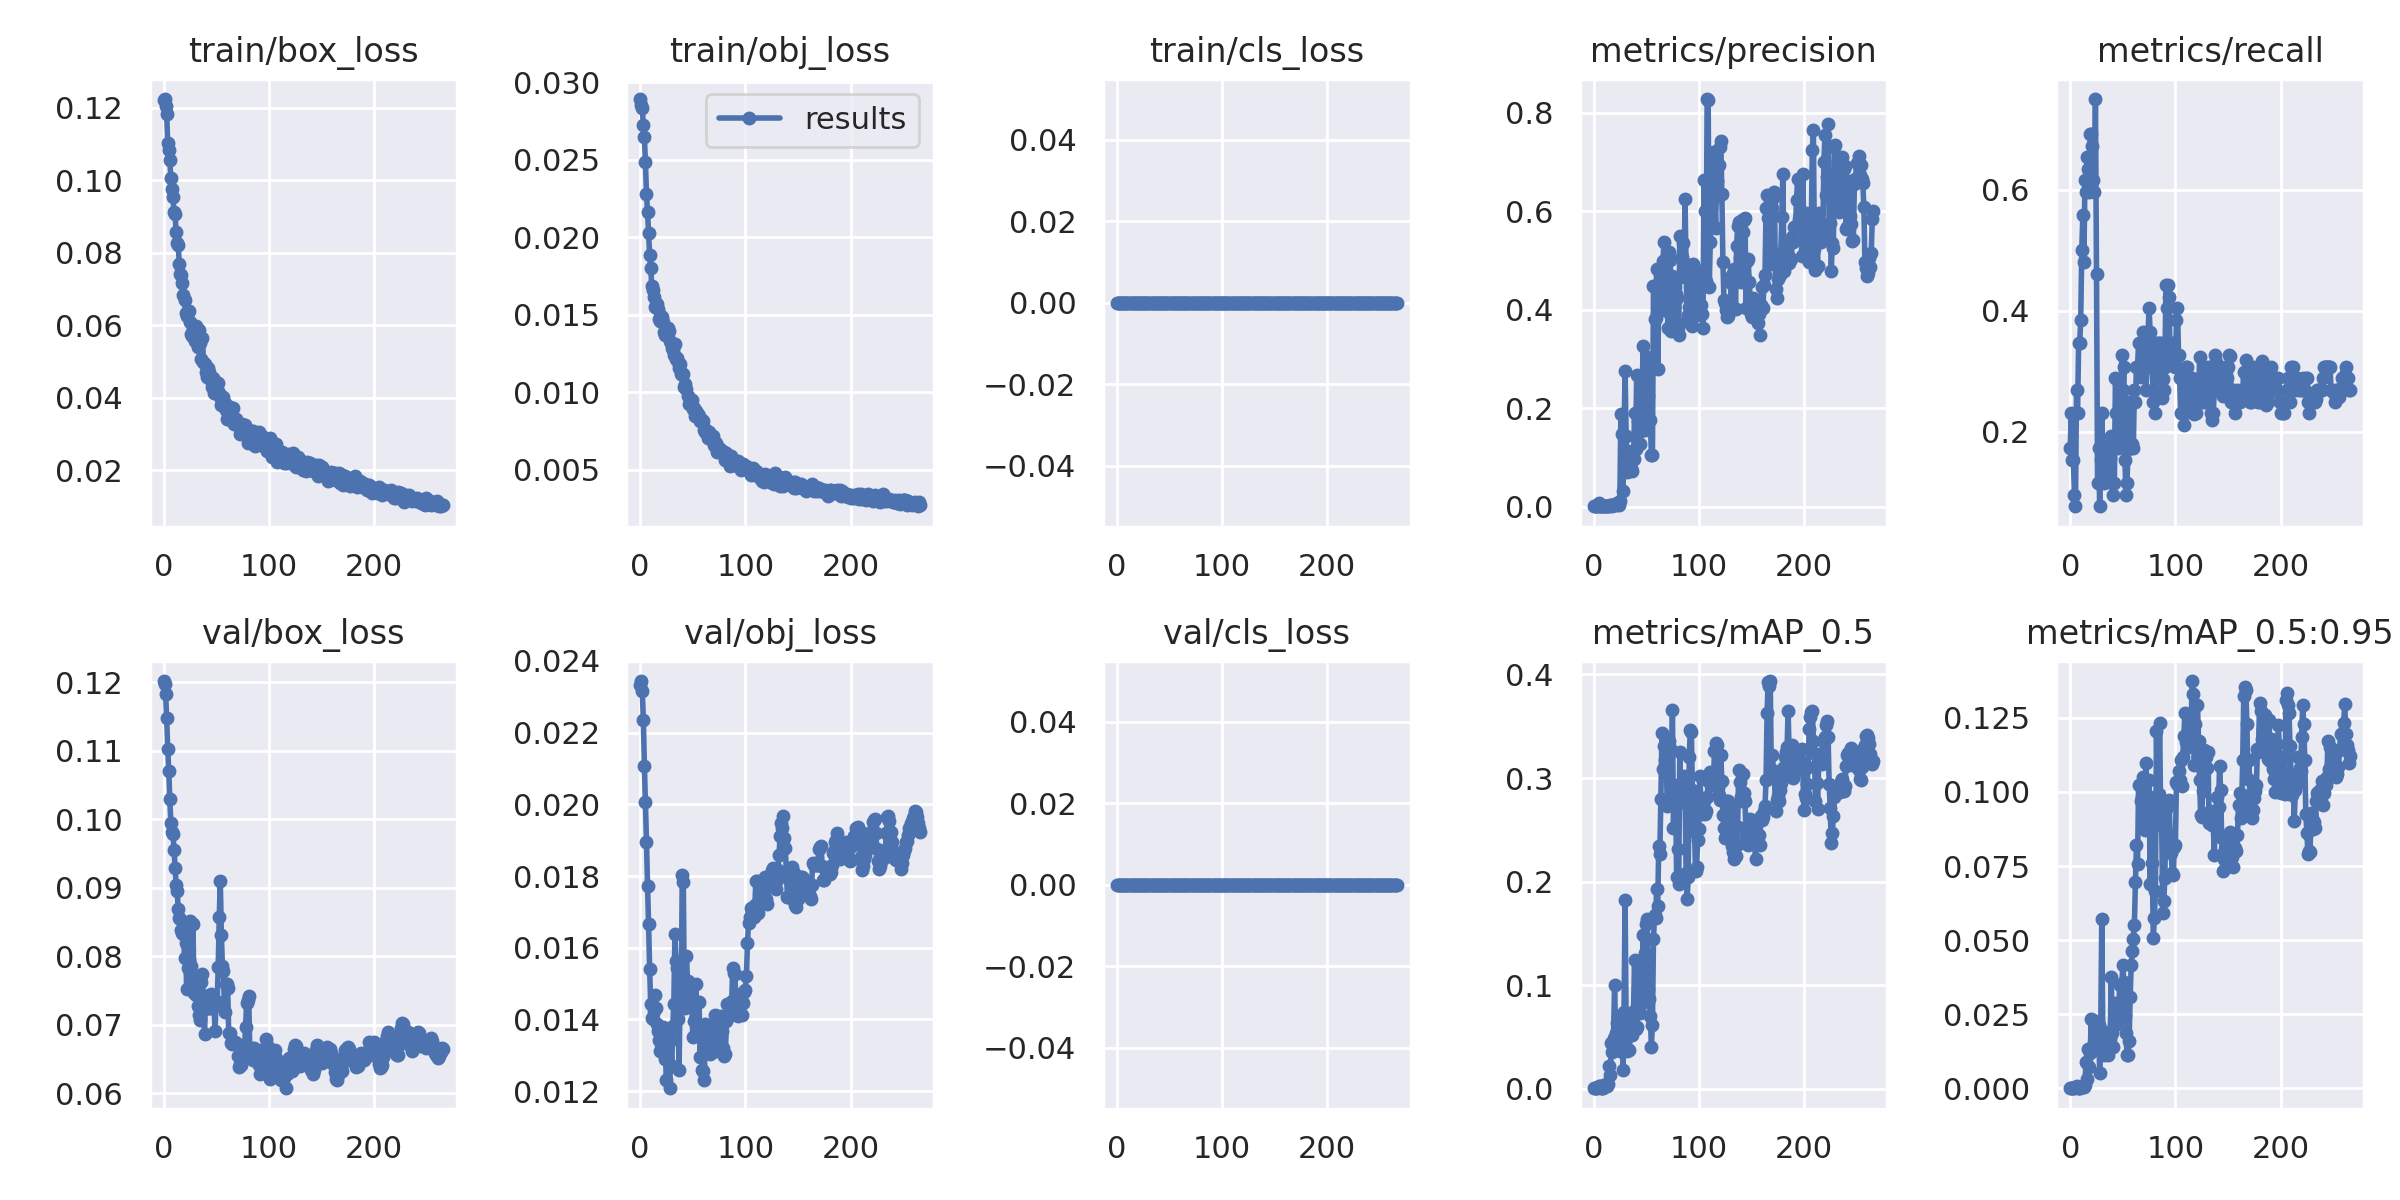 train/box_loss
0.12
0.10
0.08
0.06
0.04
0.02
0 100 200
train/obj_loss
results
0.030
0.025
0.020
0.015
0.010
0.005
0 100 200
train/cls_loss
0.04
0.02
0.00
−0.02
−0.04
0 100 200
metrics/precision
0.8
0.6
0.4
0.2
0.0
0 100 200
metrics/recall
0.6
0.4
0.2
0 100 200
val/box_loss
0.12
0.11
0.10
0.09
0.08
0.07
0.06
0 100 200
val/obj_loss
0.024
0.022
0.020
0.018
0.016
0.014
0.012
0 100 200
val/cls_loss
0.04
0.02
0.00
−0.02
−0.04
0 100 200
metrics/mAP_0.5
0.4
0.3
0.2
0.1
0.0
0 100 200
metrics/mAP_0.5:0.95
0.125
0.100
0.075
0.050
0.025
0.000
0 100 200